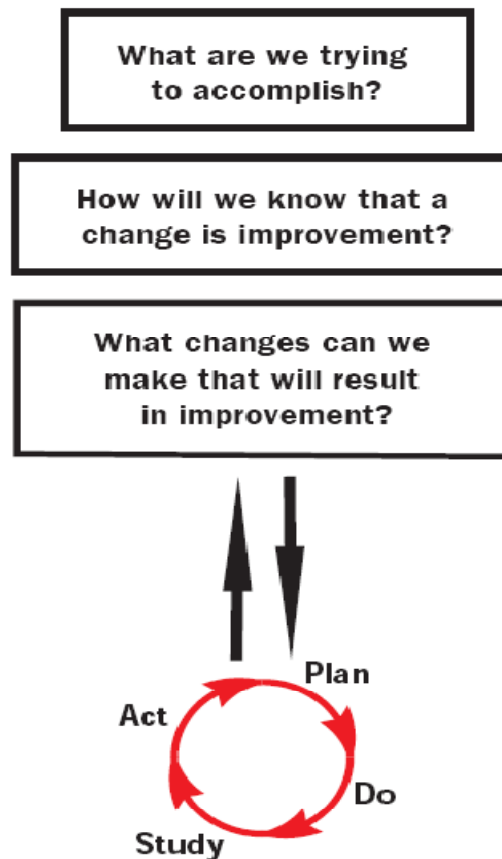 What are we trying
to accomplish?
How will we know that a
change is improvement?
What changes can we
make that will result
in improvement?
Plan
Act
Do
Study